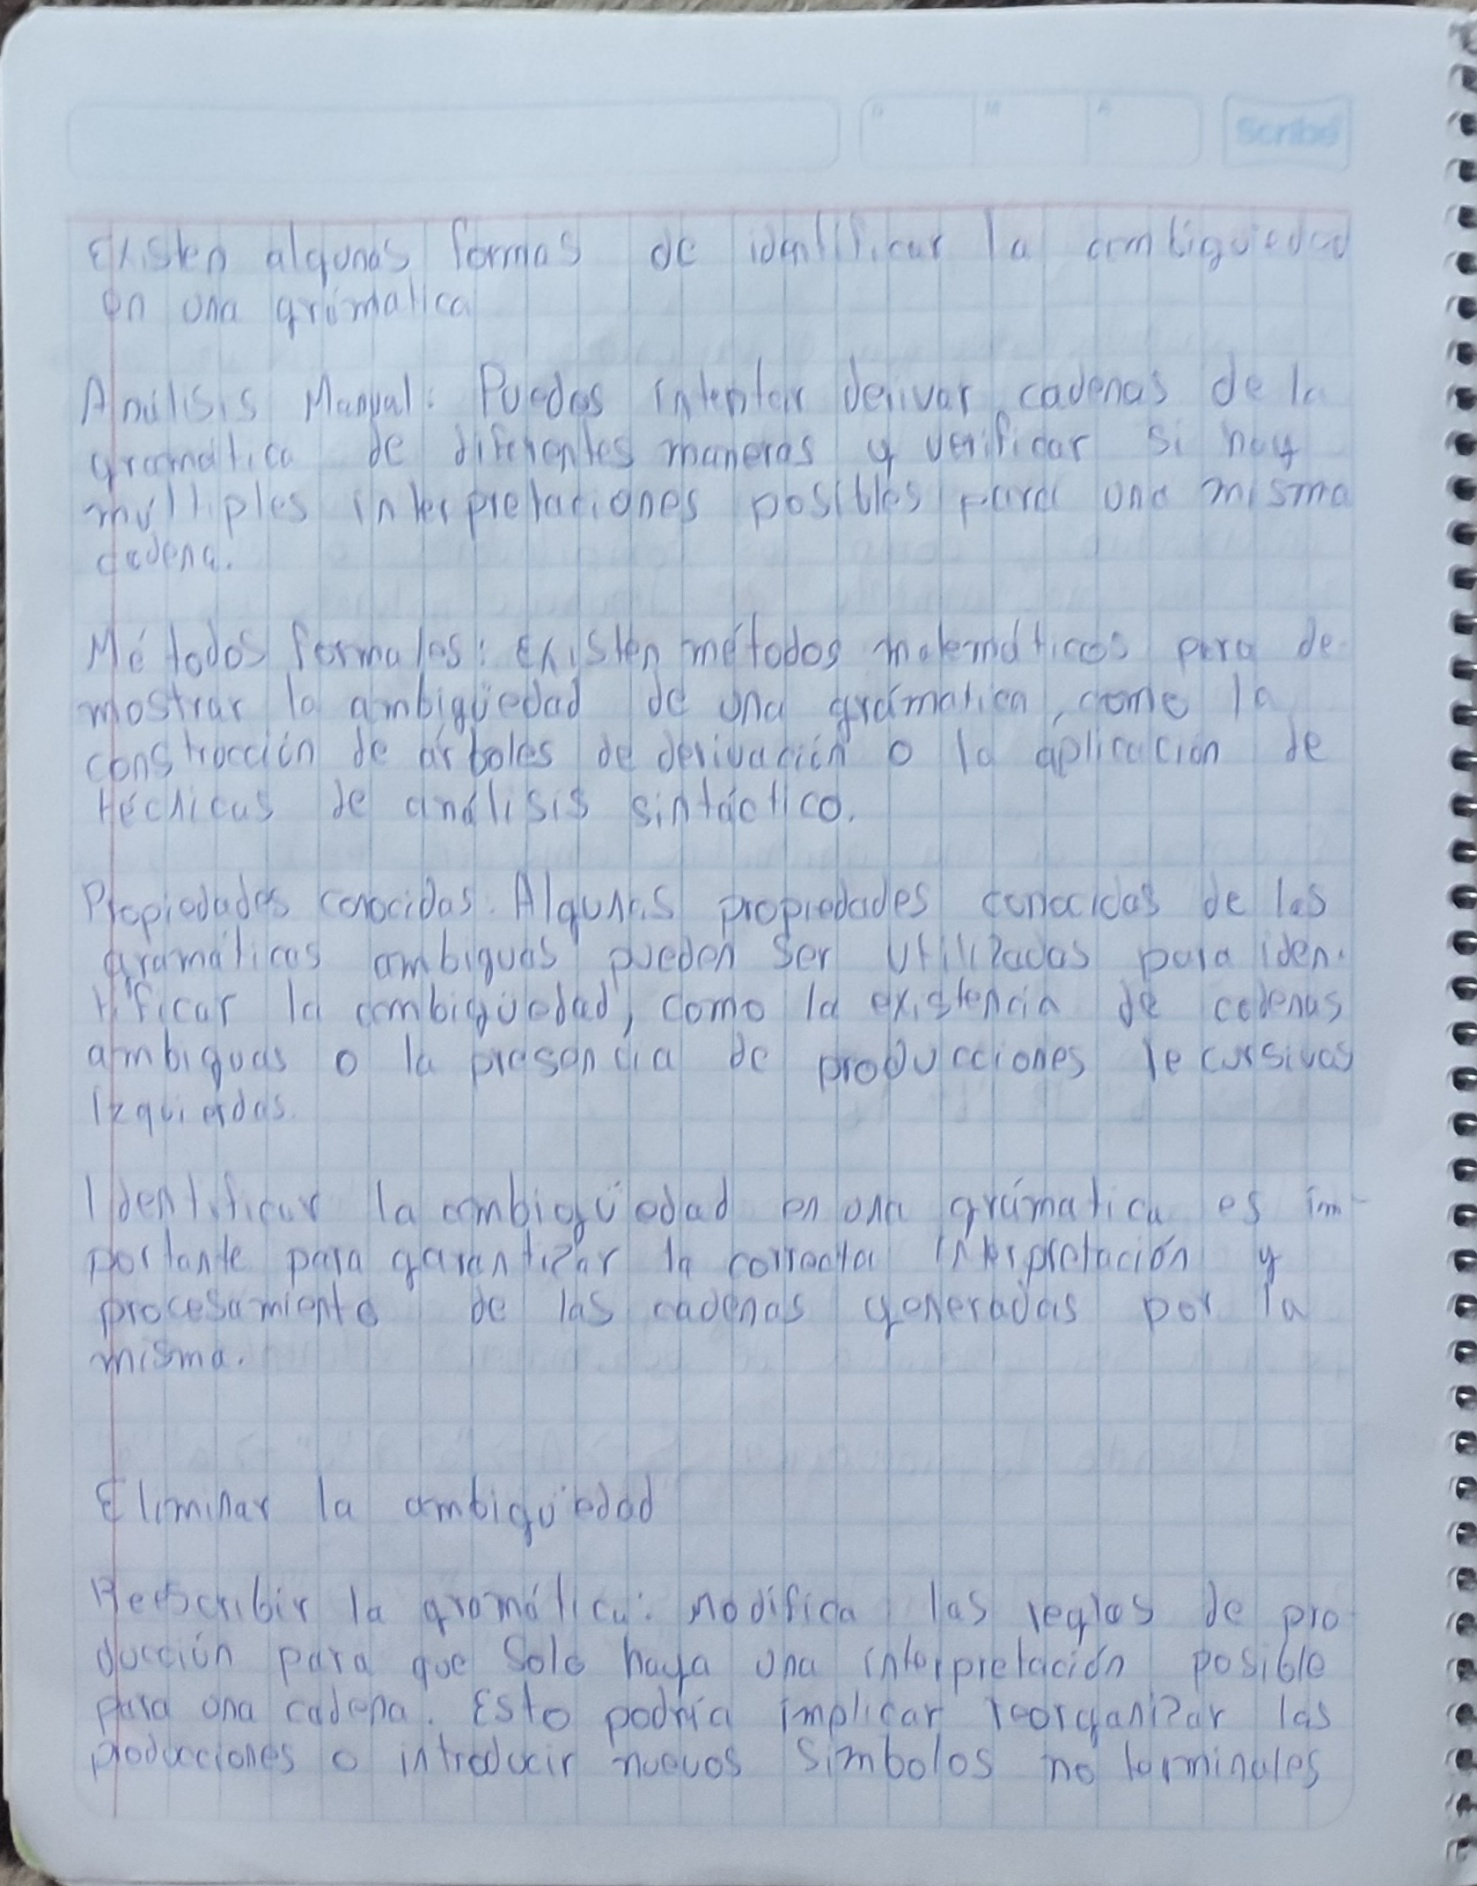 Scribe
Existen algunas formas de identificar la ambigüedad
en una grámatica
Análisis Manual: Puedes intentar derivar cadenas de la
gramática de diferentes maneras y verificar si hay
múltiples interpretaciones posibles para una misma
cadena.
Métodos formales: Existen métodos matemáticos para de-
mostrar la ambigüedad de una grámatica, como la
construcción de árboles de derivación o la aplicación de
técnicas de análisis sintáctico.
Propiedades conocidas. Algunas propiedades conocidas de las
gramáticas ambiguas pueden ser utilizadas para iden-
tificar la ambigüedad, como la existencia de cadenas
ambiguas o la presencia de producciones recursivas
izquierdas.
Identificar la ambigüedad en una grámatica es im-
portante para garantizar la correcta interpretación y
procesamiento de las cadenas generadas por la
misma.
Eliminar la ambigüedad
Reescribir la gramática: Modifica las reglas de pro-
ducción para que solo haya una interpretación posible
para una cadena. Esto podría implicar reorganizar las
producciones o introducir nuevos símbolos no terminales